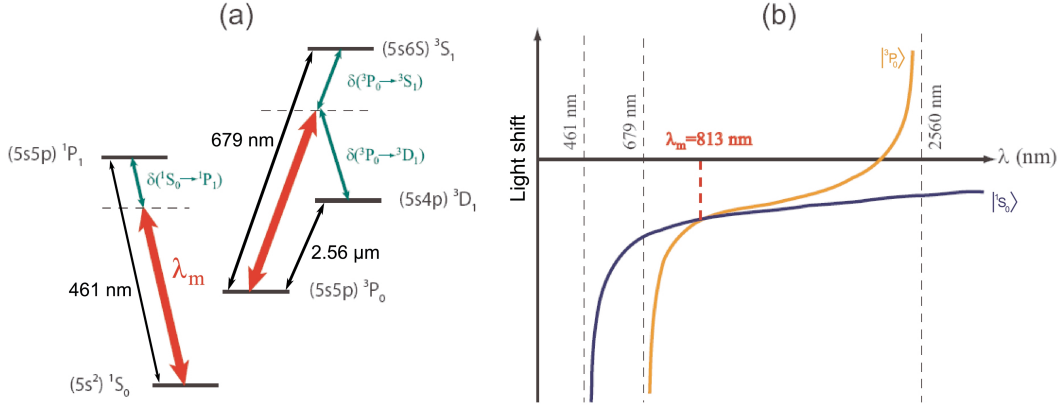 (a)
(5s6S) ³S₁
δ(³P₀→³S₁)
679 nm
(5s5p) ¹P₁
δ(³P₀→³D₁)
δ(¹S₀→¹P₁)
(5s4p) ³D₁
λₘ
2.56 µm
461 nm
(5s5p) ³P₀
(5s²) ¹S₀
(b)
|³P₀⟩
461 nm
679 nm
2560 nm
λₘ=813 nm
Light shift
λ (nm)
|¹S₀⟩